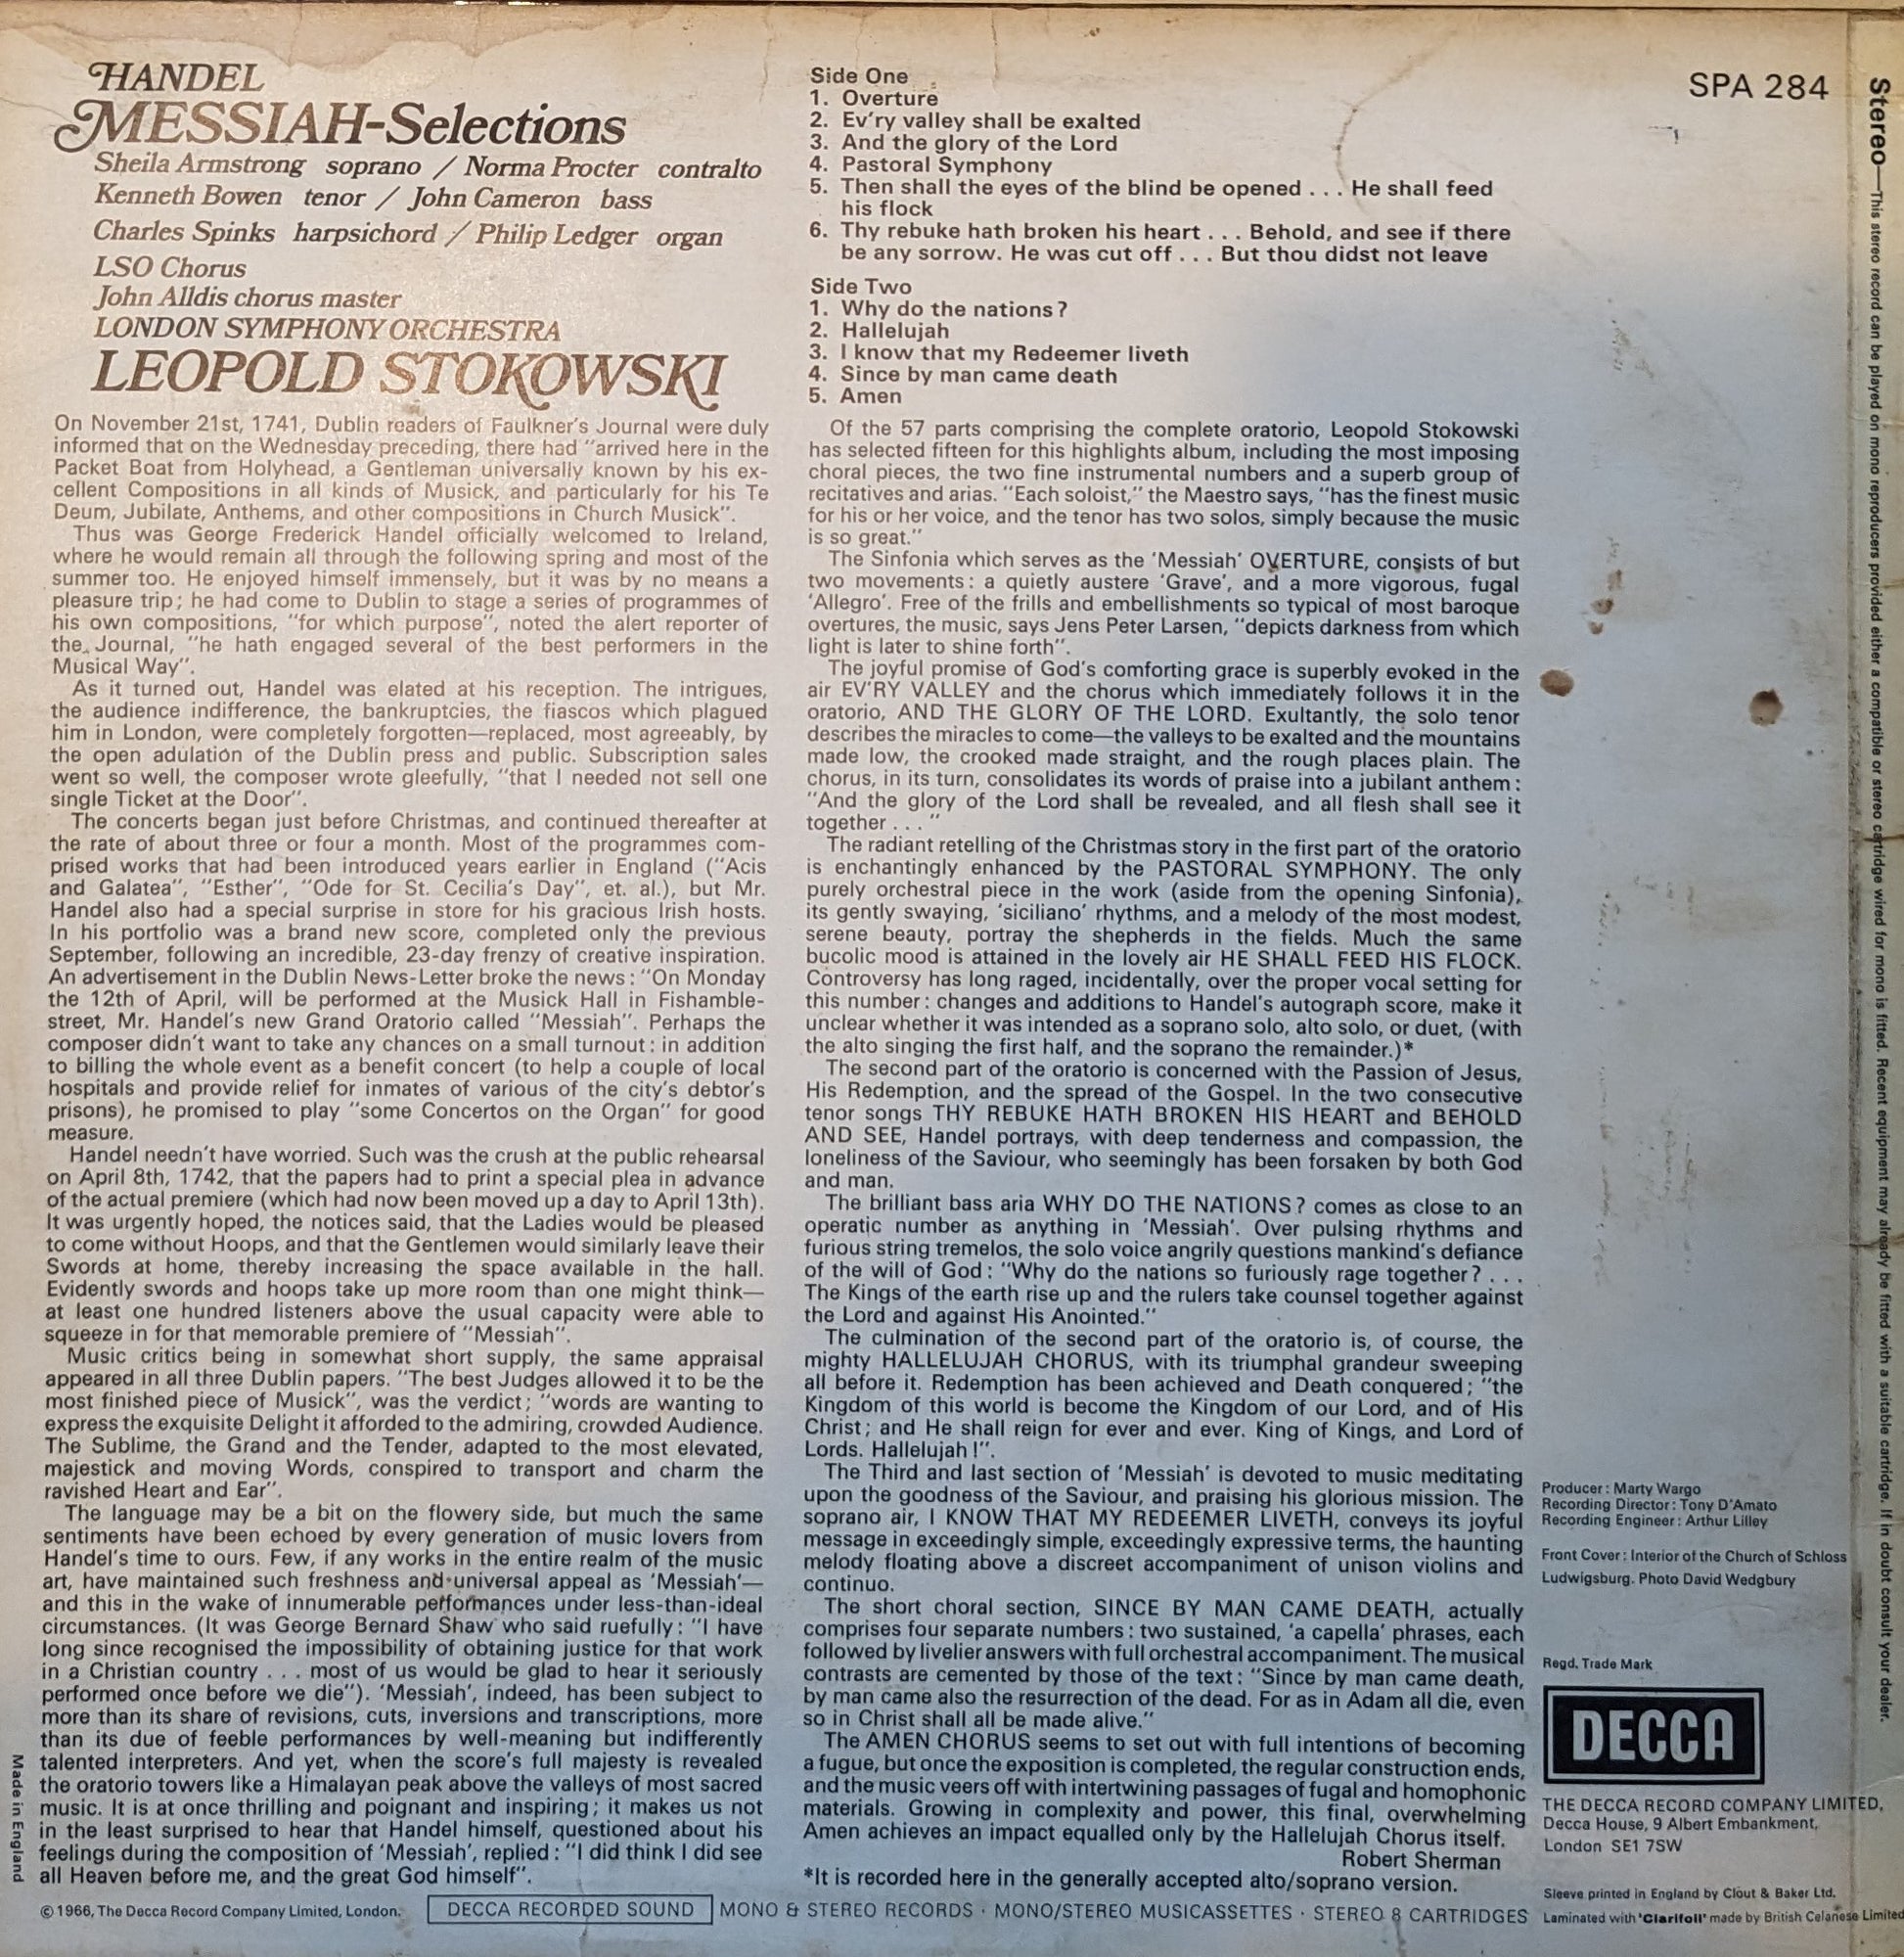 HANDEL
MESSIAH-Selections
Sheila Armstrong soprano / Norma Procter contralto
Kenneth Bowen tenor / John Cameron bass
Charles Spinks harpsichord / Philip Ledger organ
LSO Chorus
John Alldis chorus master
LONDON SYMPHONY ORCHESTRA
LEOPOLD STOKOWSKI
On November 21st, 1741, Dublin readers of Faulkner's Journal were duly
informed that on the Wednesday preceding, there had "arrived here in the
Packet Boat from Holyhead, a Gentleman universally known by his ex-
cellent Compositions in all kinds of Musick, and particularly for his Te
Deum, Jubilate, Anthems, and other compositions in Church Musick".
Thus was George Frederick Handel officially welcomed to Ireland,
where he would remain all through the following spring and most of the
summer too. He enjoyed himself immensely, but it was by no means a
pleasure trip; he had come to Dublin to stage a series of programmes of
his own compositions, "for which purpose", noted the alert reporter of
the Journal, "he hath engaged several of the best performers in the
Musical Way".
As it turned out, Handel was elated at his reception. The intrigues,
the audience indifference, the bankruptcies, the fiascos which plagued
him in London, were completely forgotten—replaced, most agreeably, by
the open adulation of the Dublin press and public. Subscription sales
went so well, the composer wrote gleefully, "that I needed not sell one
single Ticket at the Door".
The concerts began just before Christmas, and continued thereafter at
the rate of about three or four a month. Most of the programmes com-
prised works that had been introduced years earlier in England ("Acis
and Galatea", "Esther", "Ode for St. Cecilia's Day", et. al.), but Mr.
Handel also had a special surprise in store for his gracious Irish hosts.
In his portfolio was a brand new score, completed only the previous
September, following an incredible, 23-day frenzy of creative inspiration.
An advertisement in the Dublin News-Letter broke the news: "On Monday
the 12th of April, will be performed at the Musick Hall in Fishamble-
street, Mr. Handel's new Grand Oratorio called "Messiah". Perhaps the
composer didn't want to take any chances on a small turnout: in addition
to billing the whole event as a benefit concert (to help a couple of local
hospitals and provide relief for inmates of various of the city's debtor's
prisons), he promised to play "some Concertos on the Organ" for good
measure.
Handel needn't have worried. Such was the crush at the public rehearsal
on April 8th, 1742, that the papers had to print a special plea in advance
of the actual premiere (which had now been moved up a day to April 13th).
It was urgently hoped, the notices said, that the Ladies would be pleased
to come without Hoops, and that the Gentlemen would similarly leave their
Swords at home, thereby increasing the space available in the hall.
Evidently swords and hoops take up more room than one might think—
at least one hundred listeners above the usual capacity were able to
squeeze in for that memorable premiere of "Messiah".
Music critics being in somewhat short supply, the same appraisal
appeared in all three Dublin papers. "The best Judges allowed it to be the
most finished piece of Musick", was the verdict; "words are wanting to
express the exquisite Delight it afforded to the admiring, crowded Audience.
The Sublime, the Grand and the Tender, adapted to the most elevated,
majestick and moving Words, conspired to transport and charm the
ravished Heart and Ear".
The language may be a bit on the flowery side, but much the same
sentiments have been echoed by every generation of music lovers from
Handel's time to ours. Few, if any works in the entire realm of the music
art, have maintained such freshness and universal appeal as 'Messiah'—
and this in the wake of innumerable performances under less-than-ideal
circumstances. (It was George Bernard Shaw who said ruefully: "I have
long since recognised the impossibility of obtaining justice for that work
in a Christian country . . . most of us would be glad to hear it seriously
performed once before we die"). 'Messiah', indeed, has been subject to
more than its share of revisions, cuts, inversions and transcriptions, more
than its due of feeble performances by well-meaning but indifferently
talented interpreters. And yet, when the score's full majesty is revealed
the oratorio towers like a Himalayan peak above the valleys of most sacred
music. It is at once thrilling and poignant and inspiring; it makes us not
in the least surprised to hear that Handel himself, questioned about his
feelings during the composition of 'Messiah', replied: "I did think I did see
all Heaven before me, and the great God himself".
Made in England
Side One
1. Overture
2. Ev'ry valley shall be exalted
3. And the glory of the Lord
4. Pastoral Symphony
5. Then shall the eyes of the blind be opened . . . He shall feed
his flock
6. Thy rebuke hath broken his heart . . . Behold, and see if there
be any sorrow. He was cut off . . . But thou didst not leave
Side Two
1. Why do the nations?
2. Hallelujah
3. I know that my Redeemer liveth
4. Since by man came death
5. Amen
Of the 57 parts comprising the complete oratorio, Leopold Stokowski
has selected fifteen for this highlights album, including the most imposing
choral pieces, the two fine instrumental numbers and a superb group of
recitatives and arias. "Each soloist," the Maestro says, "has the finest music
for his or her voice, and the tenor has two solos, simply because the music
is so great."
The Sinfonia which serves as the 'Messiah' OVERTURE, consists of but
two movements: a quietly austere 'Grave', and a more vigorous, fugal
'Allegro'. Free of the frills and embellishments so typical of most baroque
overtures, the music, says Jens Peter Larsen, "depicts darkness from which
light is later to shine forth".
The joyful promise of God's comforting grace is superbly evoked in the
air EV'RY VALLEY and the chorus which immediately follows it in the
oratorio, AND THE GLORY OF THE LORD. Exultantly, the solo tenor
describes the miracles to come—the valleys to be exalted and the mountains
made low, the crooked made straight, and the rough places plain. The
chorus, in its turn, consolidates its words of praise into a jubilant anthem:
"And the glory of the Lord shall be revealed, and all flesh shall see it
together . . . "
The radiant retelling of the Christmas story in the first part of the oratorio
is enchantingly enhanced by the PASTORAL SYMPHONY. The only
purely orchestral piece in the work (aside from the opening Sinfonia),
its gently swaying, 'siciliano' rhythms, and a melody of the most modest,
serene beauty, portray the shepherds in the fields. Much the same
bucolic mood is attained in the lovely air HE SHALL FEED HIS FLOCK.
Controversy has long raged, incidentally, over the proper vocal setting for
this number: changes and additions to Handel's autograph score, make it
unclear whether it was intended as a soprano solo, alto solo, or duet, (with
the alto singing the first half, and the soprano the remainder.)*
The second part of the oratorio is concerned with the Passion of Jesus,
His Redemption, and the spread of the Gospel. In the two consecutive
tenor songs THY REBUKE HATH BROKEN HIS HEART and BEHOLD
AND SEE, Handel portrays, with deep tenderness and compassion, the
loneliness of the Saviour, who seemingly has been forsaken by both God
and man.
The brilliant bass aria WHY DO THE NATIONS? comes as close to an
operatic number as anything in 'Messiah'. Over pulsing rhythms and
furious string tremelos, the solo voice angrily questions mankind's defiance
of the will of God: "Why do the nations so furiously rage together? . . .
The Kings of the earth rise up and the rulers take counsel together against
the Lord and against His Anointed."
The culmination of the second part of the oratorio is, of course, the
mighty HALLELUJAH CHORUS, with its triumphal grandeur sweeping
all before it. Redemption has been achieved and Death conquered; "the
Kingdom of this world is become the Kingdom of our Lord, and of His
Christ; and He shall reign for ever and ever. King of Kings, and Lord of
Lords. Hallelujah!".
The Third and last section of 'Messiah' is devoted to music meditating
upon the goodness of the Saviour, and praising his glorious mission. The
soprano air, I KNOW THAT MY REDEEMER LIVETH, conveys its joyful
message in exceedingly simple, exceedingly expressive terms, the haunting
melody floating above a discreet accompaniment of unison violins and
continuo.
The short choral section, SINCE BY MAN CAME DEATH, actually
comprises four separate numbers: two sustained, 'a capella' phrases, each
followed by livelier answers with full orchestral accompaniment. The musical
contrasts are cemented by those of the text: "Since by man came death,
by man came also the resurrection of the dead. For as in Adam all die, even
so in Christ shall all be made alive."
The AMEN CHORUS seems to set out with full intentions of becoming
a fugue, but once the exposition is completed, the regular construction ends,
and the music veers off with intertwining passages of fugal and homophonic
materials. Growing in complexity and power, this final, overwhelming
Amen achieves an impact equalled only by the Hallelujah Chorus itself.
Robert Sherman
*It is recorded here in the generally accepted alto/soprano version.
SPA 284
Producer: Marty Wargo
Recording Director: Tony D'Amato
Recording Engineer: Arthur Lilley
Front Cover: Interior of the Church of Schloss
Ludwigsburg. Photo David Wedgbury
Regd. Trade Mark
DECCA
THE DECCA RECORD COMPANY LIMITED,
Decca House, 9 Albert Embankment,
London SE1 7SW
Sleeve printed in England by Clout & Baker Ltd.
Laminated with 'Clarifoil' made by British Celanese Limited
© 1966, The Decca Record Company Limited, London.
DECCA RECORDED SOUND
MONO & STEREO RECORDS · MONO/STEREO MUSICASSETTES · STEREO 8 CARTRIDGES
Stereo—This stereo record can be played on mono reproducers provided either a compatible or stereo cartridge wired for mono is fitted. Recent equipment may already be fitted with a suitable cartridge. If in doubt consult your dealer.